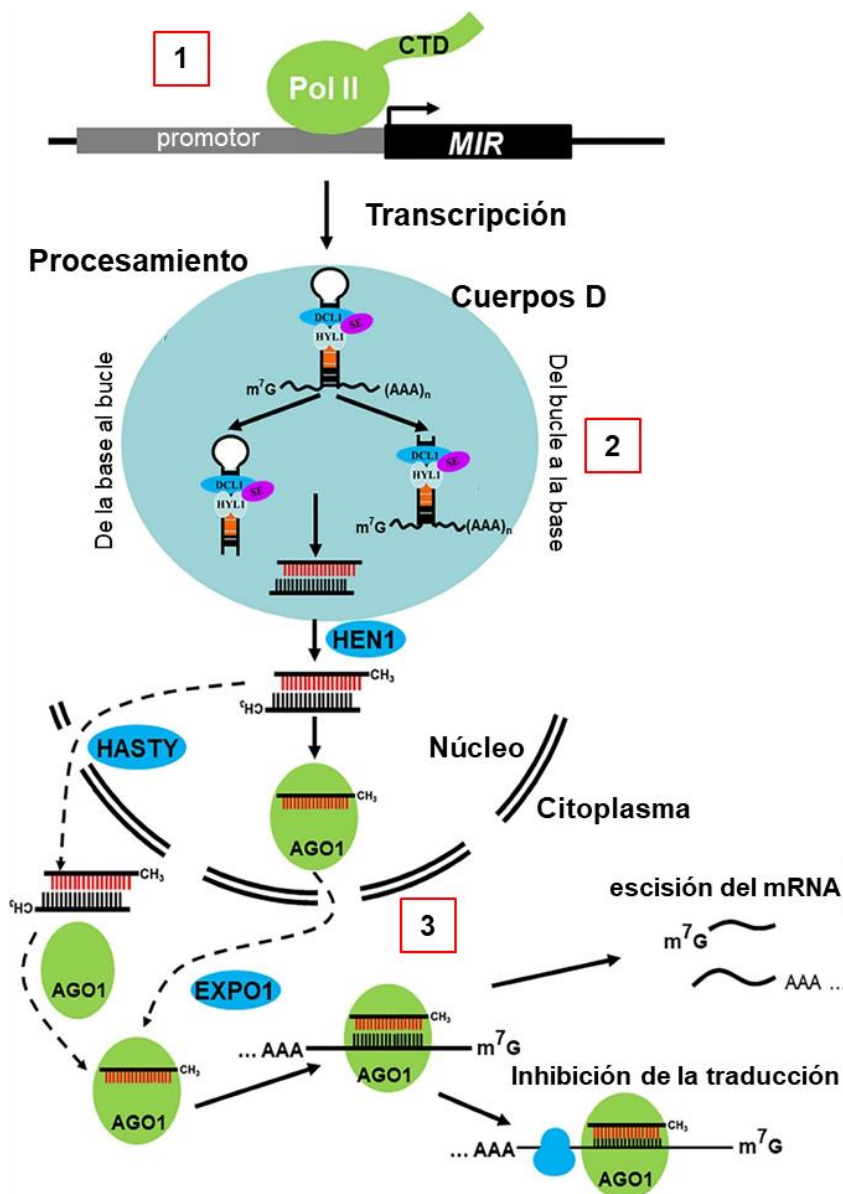 1
CTD
Pol II
promotor
MIR
Transcripción
Procesamiento
Cuerpos D
De la base al bucle
Del bucle a la base
2
DCL1
SE
HYL1
m⁷G
(AAA)n
DCL1
SE
HYL1
DCL1
SE
HYL1
m⁷G
(AAA)n
HEN1
CH₃
CH₃
HASTY
Núcleo
Citoplasma
CH₃
AGO1
CH₃
CH₃
AGO1
3
escisión del mRNA
m⁷G
AAA ...
EXPO1
CH₃
AGO1
CH₃
... AAA
m⁷G
AGO1
Inhibición de la traducción
CH₃
... AAA
m⁷G
AGO1